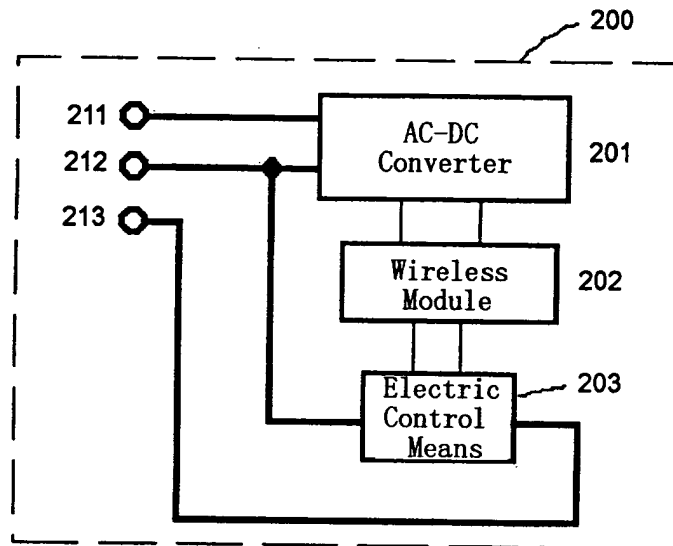 200
211
212
213
AC-DC
Converter
201
Wireless
Module
202
Electric
Control
Means
203